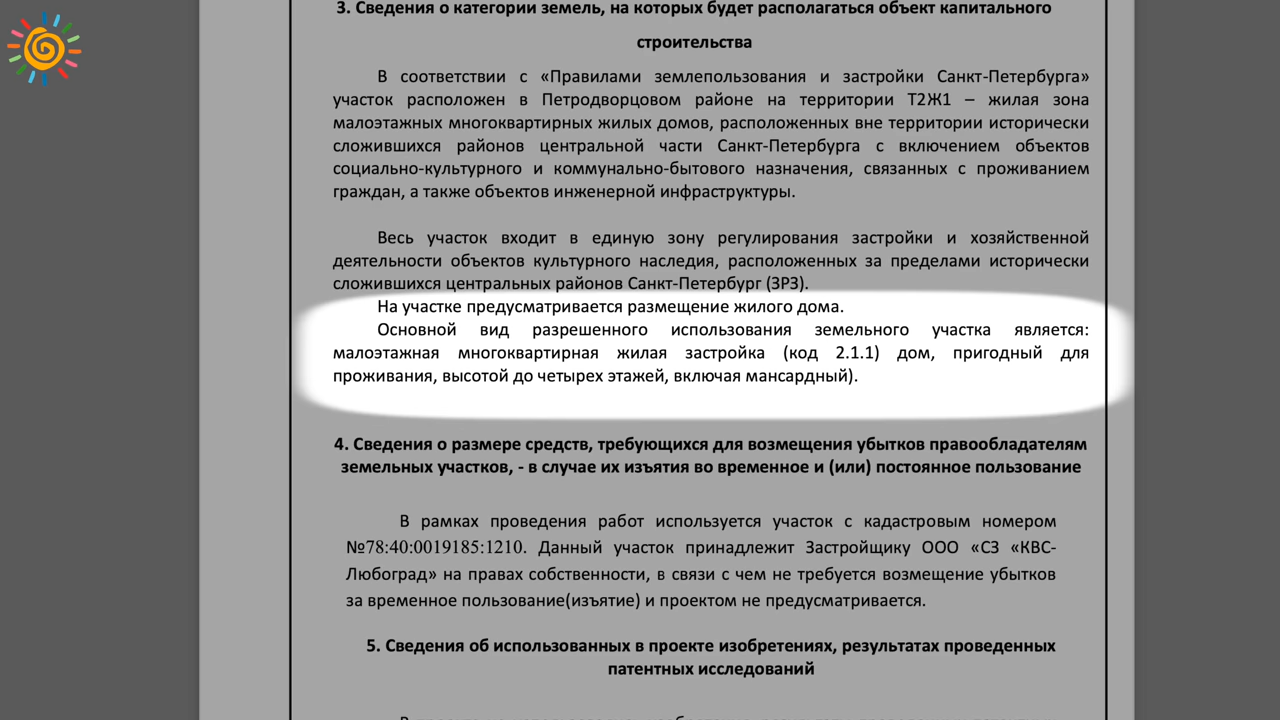 3. Сведения о категории земель, на которых будет располагаться объект капитального
строительства
В соответствии с «Правилами землепользования и застройки Санкт-Петербурга»
участок расположен в Петродворцовом районе на территории Т2Ж1 – жилая зона
малоэтажных многоквартирных жилых домов, расположенных вне территории исторически
сложившихся районов центральной части Санкт-Петербурга с включением объектов
социально-культурного и коммунально-бытового назначения, связанных с проживанием
граждан, а также объектов инженерной инфраструктуры.
Весь участок входит в единую зону регулирования застройки и хозяйственной
деятельности объектов культурного наследия, расположенных за пределами исторически
сложившихся центральных районов Санкт-Петербург (ЗРЗ).
На участке предусматривается размещение жилого дома.
Основной вид разрешенного использования земельного участка является:
малоэтажная многоквартирная жилая застройка (код 2.1.1) дом, пригодный для
проживания, высотой до четырех этажей, включая мансардный).
4. Сведения о размере средств, требующихся для возмещения убытков правообладателям
земельных участков, - в случае их изъятия во временное и (или) постоянное пользование
В рамках проведения работ используется участок с кадастровым номером
№78:40:0019185:1210. Данный участок принадлежит Застройщику ООО «СЗ «КВС-
Любоград» на правах собственности, в связи с чем не требуется возмещение убытков
за временное пользование(изъятие) и проектом не предусматривается.
5. Сведения об использованных в проекте изобретениях, результатах проведенных
патентных исследований